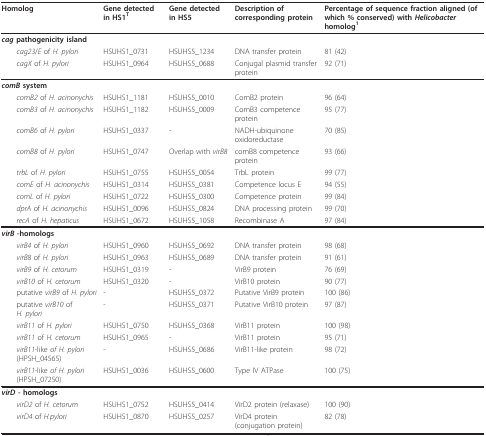 Homolog | Gene detected in HS1T | Gene detected in HS5 | Description of corresponding protein | Percentage of sequence fraction aligned (of which % conserved) with Helicobacter homolog1
cag pathogenicity island
cag23/E of H. pylori | HSUHS1_0731 | HSUHS5_1234 | DNA transfer protein | 81 (42)
cagX of H. pylori | HSUHS1_0964 | HSUHS5_0688 | Conjugal plasmid transfer protein | 92 (71)
comB system
comB2 of H. acinonychis | HSUHS1_1181 | HSUHS5_0010 | ComB2 protein | 96 (64)
comB3 of H. acinonychis | HSUHS1_1182 | HSUHS5_0009 | ComB3 competence protein | 95 (77)
comB6 of H. pylori | HSUHS1_0337 | - | NADH-ubiquinone oxidoreductase | 70 (85)
comB8 of H. pylori | HSUHS1_0747 | Overlap with virB8 | comB8 competence protein | 93 (66)
trbL of H. pylori | HSUHS1_0755 | HSUHS5_0054 | TrbL protein | 99 (77)
comE of H. acinonychis | HSUHS1_0314 | HSUHS5_0381 | Competence locus E | 94 (55)
comL of H. pylori | HSUHS1_0722 | HSUHS5_0300 | Competence protein | 99 (84)
dprA of H. acinonychis | HSUHS1_0096 | HSUHS5_0824 | DNA processing protein | 99 (70)
recA of H. hepaticus | HSUHS1_0672 | HSUHS5_1058 | Recombinase A | 97 (84)
virB -homologs
virB4 of H. pylori | HSUHS1_0960 | HSUHS5_0692 | DNA transfer protein | 98 (68)
virB8 of H. pylori | HSUHS1_0963 | HSUHS5_0689 | DNA transfer protein | 91 (61)
virB9 of H. cetorum | HSUHS1_0319 | - | VirB9 protein | 76 (69)
virB10 of H. cetorum | HSUHS1_0320 | - | VirB10 protein | 90 (77)
putative virB9 of H. pylori | - | HSUHS5_0372 | Putative VirB9 protein | 100 (86)
putative virB10 of H. pylori | - | HSUHS5_0371 | Putative VirB10 protein | 97 (87)
virB11 of H. pylori | HSUHS1_0750 | HSUHS5_0368 | VirB11 protein | 100 (98)
virB11 of H. cetorum | HSUHS1_0965 | - | VirB11 protein | 95 (71)
virB11-like of H. pylori (HPSH_04565) | - | HSUHS5_0686 | VirB11-like protein | 98 (72)
virB11-like of H. pylori (HPSH_07250) | HSUHS1_0036 | HSUHS5_0600 | Type IV ATPase | 100 (75)
virD - homologs
virD2 of H. cetorum | HSUHS1_0752 | HSUHS5_0414 | VirD2 protein (relaxase) | 100 (90)
virD4 of H.pylori | HSUHS1_0870 | HSUHS5_0257 | VirD4 protein (conjugation protein) | 82 (78)